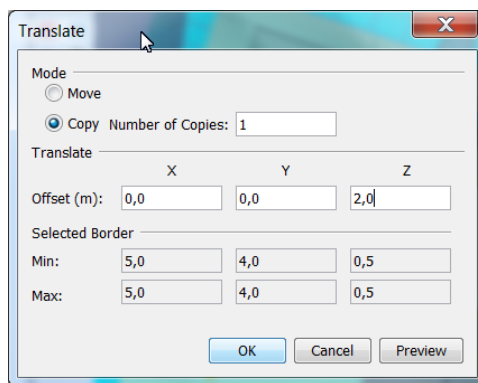 Translate
Mode
Move
Copy Number of Copies: 1
Translate
X Y Z
Offset (m): 0,0 0,0 2,0
Selected Border
Min: 5,0 4,0 0,5
Max: 5,0 4,0 0,5
OK Cancel Preview